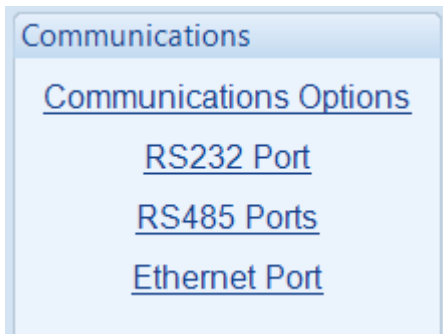 Communications
Communications Options
RS232 Port
RS485 Ports
Ethernet Port